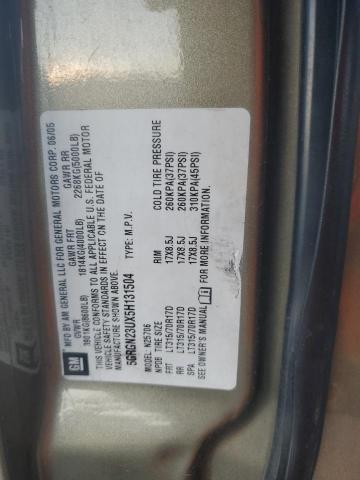 GM
MFD BY AM GENERAL LLC FOR GENERAL MOTORS CORP. 06/05
GVWR GAWR FRT GAWR RR
3901KG(8600LB) 1814KG(4000LB) 2268KG(5000LB)
THIS VEHICLE CONFORMS TO ALL APPLICABLE U.S. FEDERAL MOTOR
VEHICLE SAFETY STANDARDS IN EFFECT ON THE DATE OF
MANUFACTURE SHOWN ABOVE.
5GRGN23UX5H131504 TYPE: M.P.V.
MODEL: N25706
NPDB TIRE SIZE RIM COLD TIRE PRESSURE
FRT LT315/70R17D 17X8.5J 260KPA(37PSI)
RR LT315/70R17D 17X8.5J 260KPA(37PSI)
SPA LT315/70R17D 17X8.5J 310KPA(45PSI)
SEE OWNER'S MANUAL FOR MORE INFORMATION.